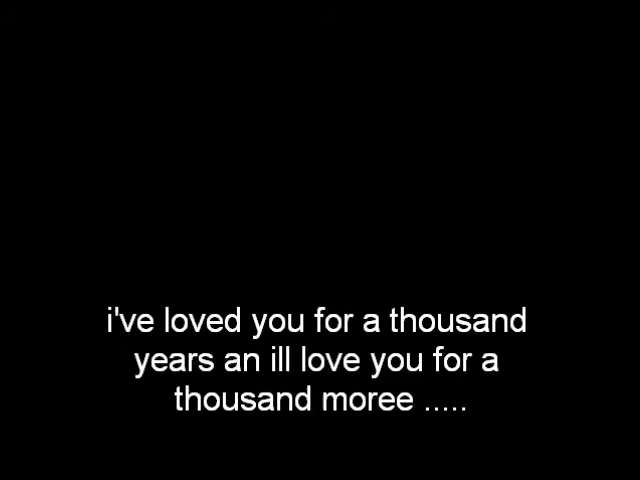 i've loved you for a thousand
years an ill love you for a
thousand moree .....